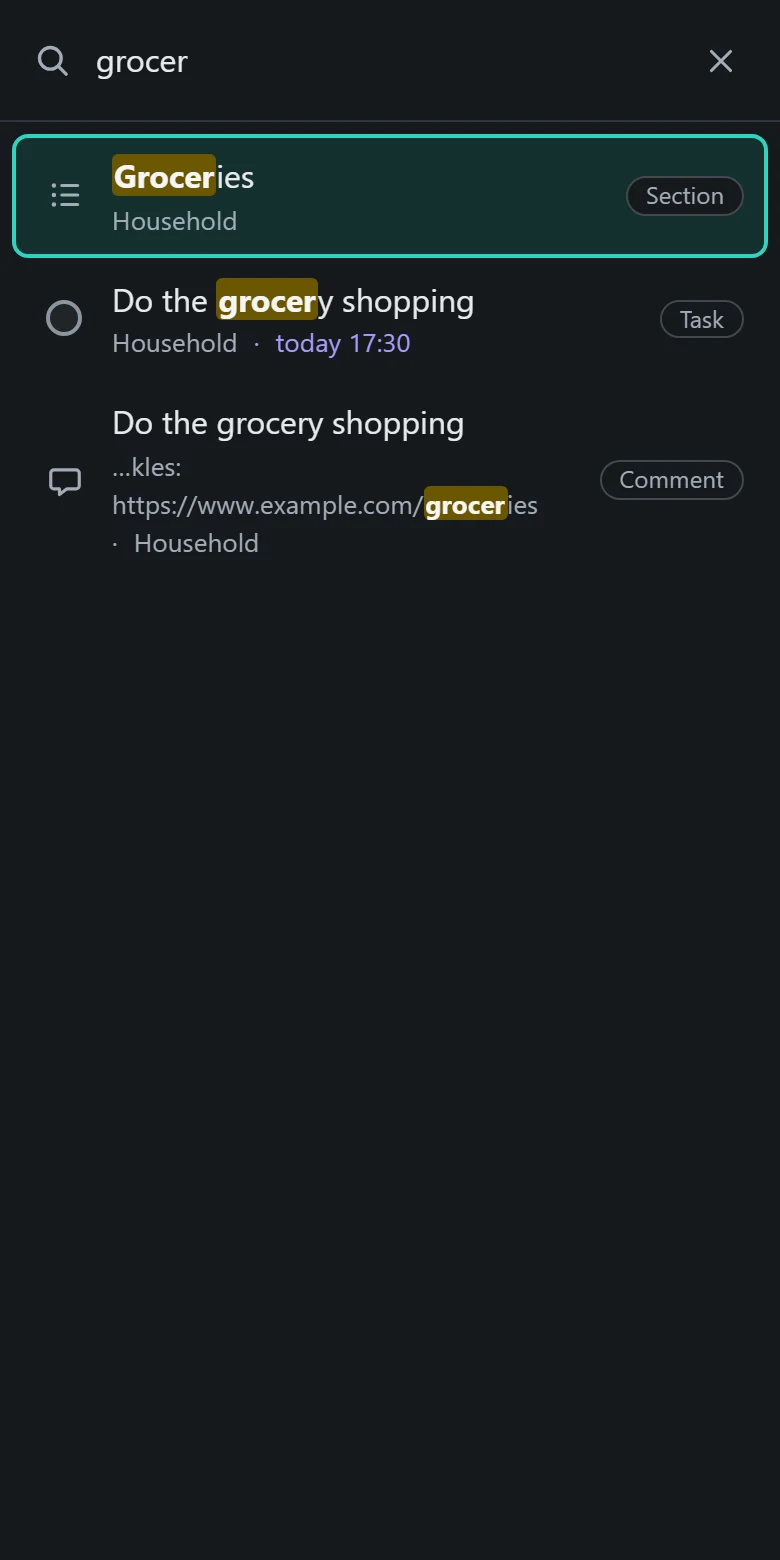 grocer
Groceries
Household
Section
Do the grocery shopping
Household · today 17:30
Task
Do the grocery shopping
...kles:
https://www.example.com/groceries
· Household
Comment